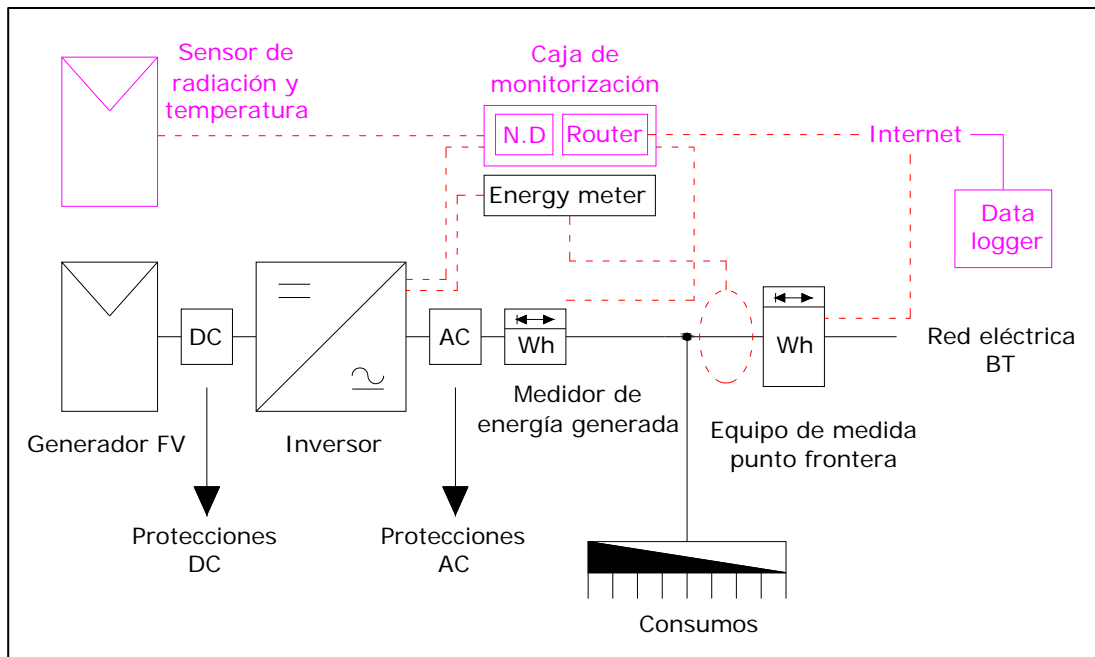 Sensor de
radiación y
temperatura
Caja de
monitorización
N.D
Router
Internet
Energy meter
Data
logger
DC
AC
Wh
Wh
Red eléctrica
BT
Generador FV
Inversor
Medidor de
energía generada
Equipo de medida
punto frontera
Protecciones
DC
Protecciones
AC
Consumos